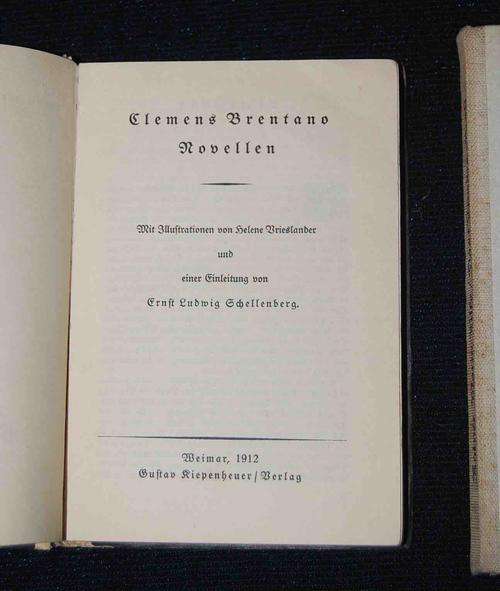 Clemens Brentano
Novellen
Mit Illustrationen von Helene Vrieslander
und
einer Einleitung von
Ernst Ludwig Schellenberg.
Weimar, 1912
Gustav Kiepenheuer / Verlag